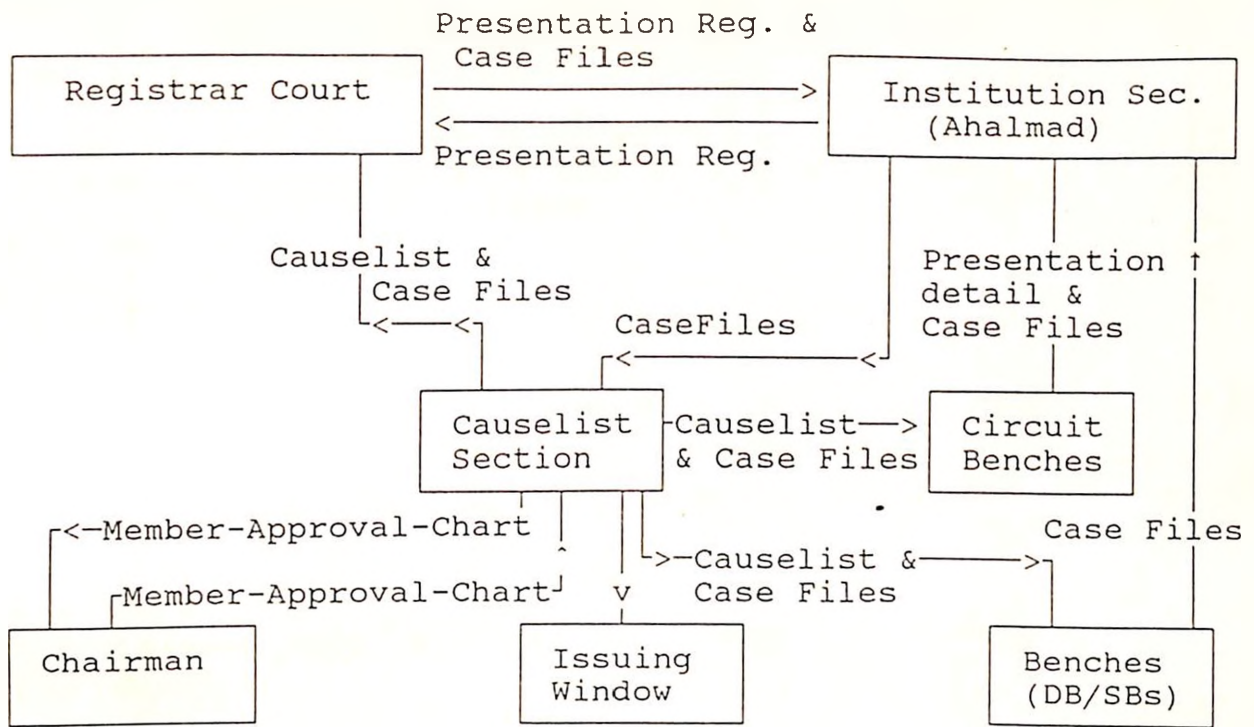 Presentation Reg. &
Case Files
Registrar Court
Institution Sec.
(Ahalmad)
Presentation Reg.
Causelist &
Case Files
Presentation
detail &
Case Files
CaseFiles
Causelist
Section
Causelist
& Case Files
Circuit
Benches
Member-Approval-Chart
Case Files
Causelist &
Case Files
Member-Approval-Chart
Chairman
Issuing
Window
Benches
(DB/SBs)